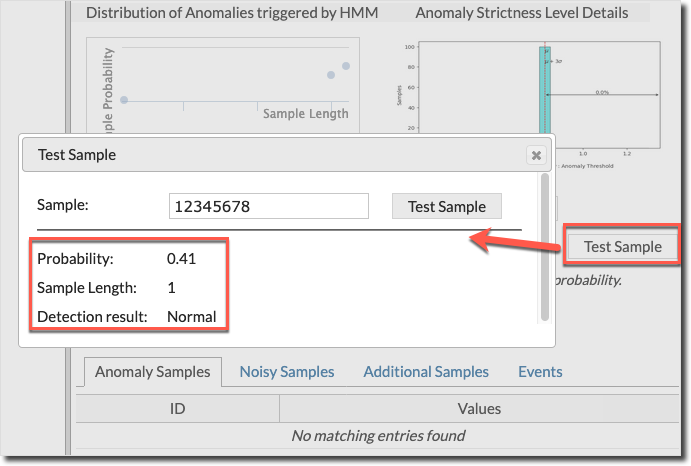 Distribution of Anomalies triggered by HMM
Anomaly Strictness Level Details
ple Probability
Sample Length
100
80
60
40
20
Samples
μ
μ + 3σ
0.0%
1.0
1.2
: Anomaly Threshold
Test Sample
Sample:
12345678
Test Sample
Probability: 0.41
Sample Length: 1
Detection result: Normal
Test Sample
probability.
Anomaly Samples
Noisy Samples
Additional Samples
Events
ID
Values
No matching entries found